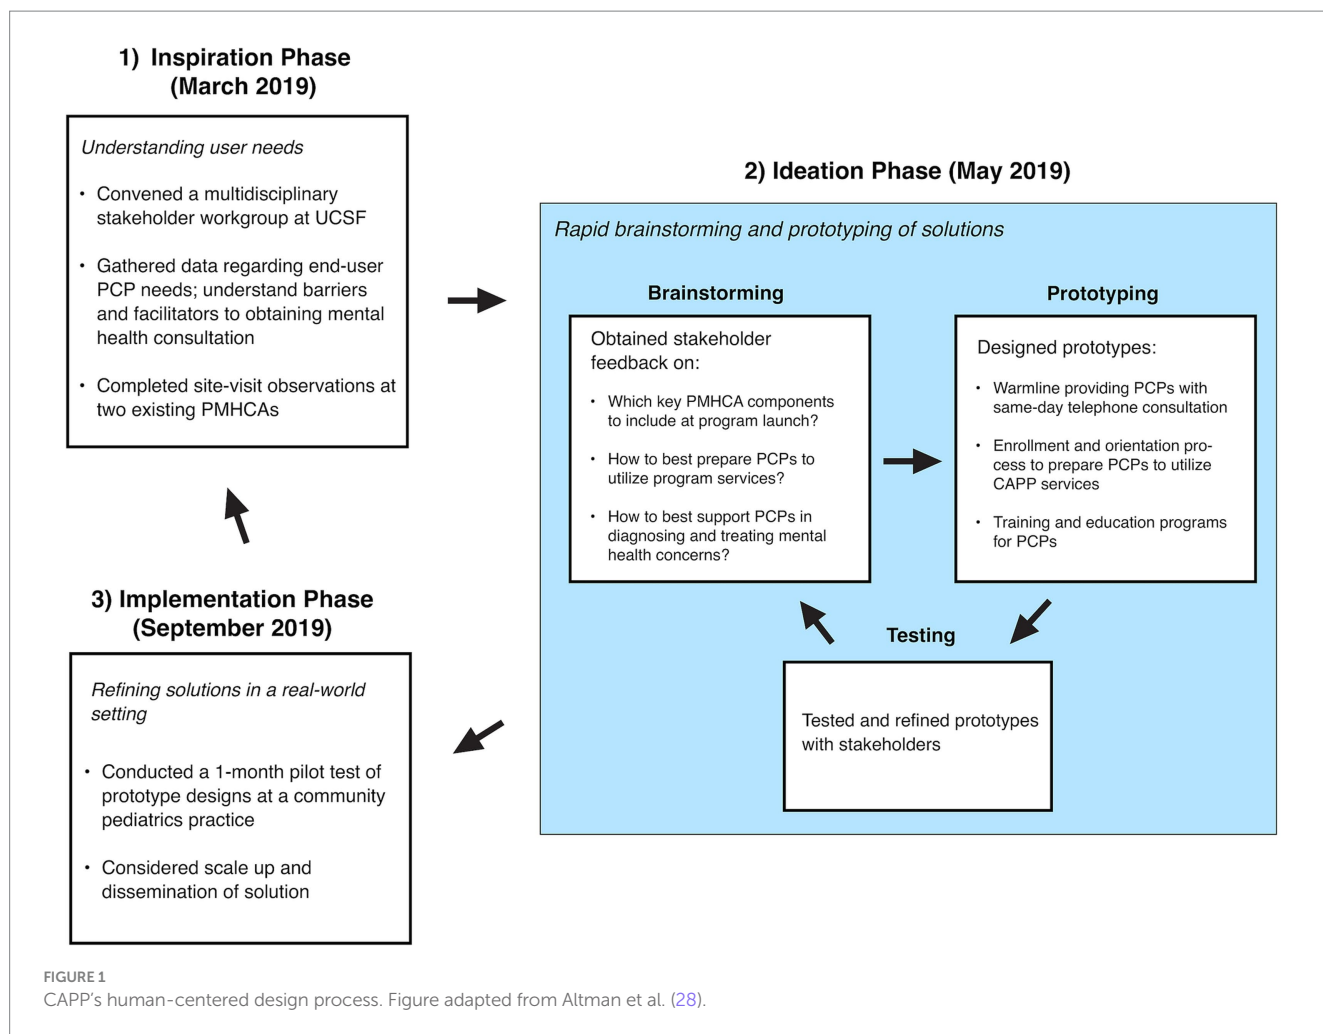 1) Inspiration Phase
(March 2019)
Understanding user needs
• Convened a multidisciplinary
stakeholder workgroup at UCSF
• Gathered data regarding end-user
PCP needs; understand barriers
and facilitators to obtaining mental
health consultation
• Completed site-visit observations at
two existing PMHCAs
2) Ideation Phase (May 2019)
Rapid brainstorming and prototyping of solutions
Brainstorming
Obtained stakeholder
feedback on:
• Which key PMHCA components
to include at program launch?
• How to best prepare PCPs to
utilize program services?
• How to best support PCPs in
diagnosing and treating mental
health concerns?
Prototyping
Designed prototypes:
• Warmline providing PCPs with
same-day telephone consultation
• Enrollment and orientation pro-
cess to prepare PCPs to utilize
CAPP services
• Training and education programs
for PCPs
Testing
Tested and refined prototypes
with stakeholders
3) Implementation Phase
(September 2019)
Refining solutions in a real-world
setting
• Conducted a 1-month pilot test of
prototype designs at a community
pediatrics practice
• Considered scale up and
dissemination of solution
FIGURE 1
CAPP's human-centered design process. Figure adapted from Altman et al. (28).